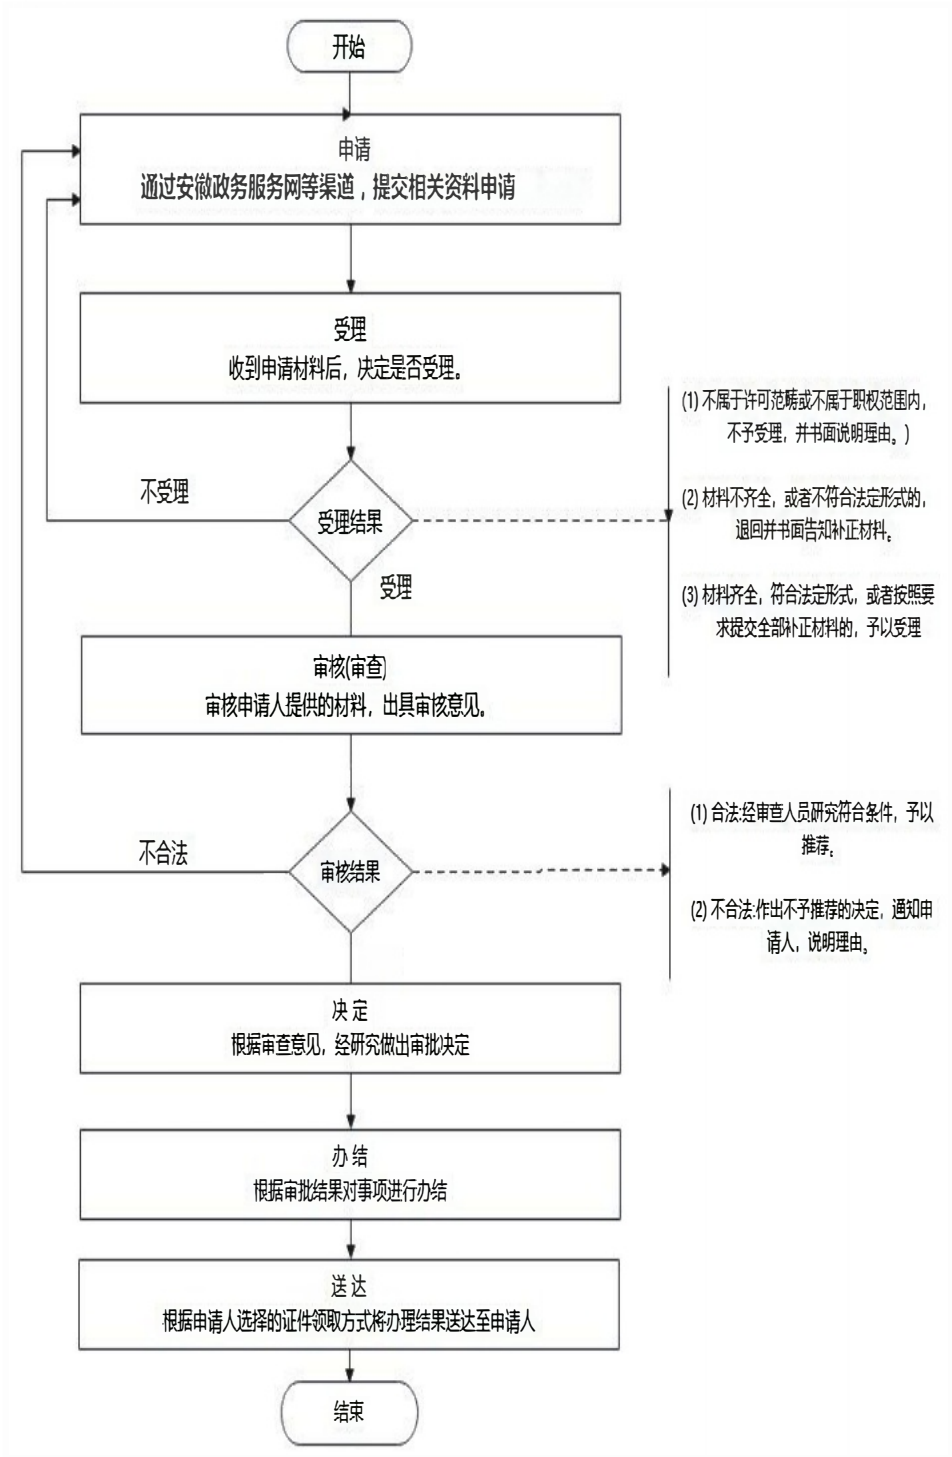 开始
申请
通过安徽政务服务网等渠道，提交相关资料申请
受理
收到申请材料后，决定是否受理。
(1) 不属于许可范畴或不属于职权范围内，
不予受理，并书面说明理由。)
不受理
受理结果
(2) 材料不齐全，或者不符合法定形式的，
退回并书面告知补正材料。
受理
(3) 材料齐全，符合法定形式，或者按照要
求提交全部补正材料的，予以受理
审核(审查)
审核申请人提供的材料，出具审核意见。
(1) 合法:经审查人员研究符合条件，予以
推荐。
不合法
审核结果
(2) 不合法:作出不予推荐的决定，通知申
请人，说明理由。
决 定
根据审查意见，经研究做出审批决定
办 结
根据审批结果对事项进行办结
送 达
根据申请人选择的证件领取方式将办理结果送达至申请人
结束